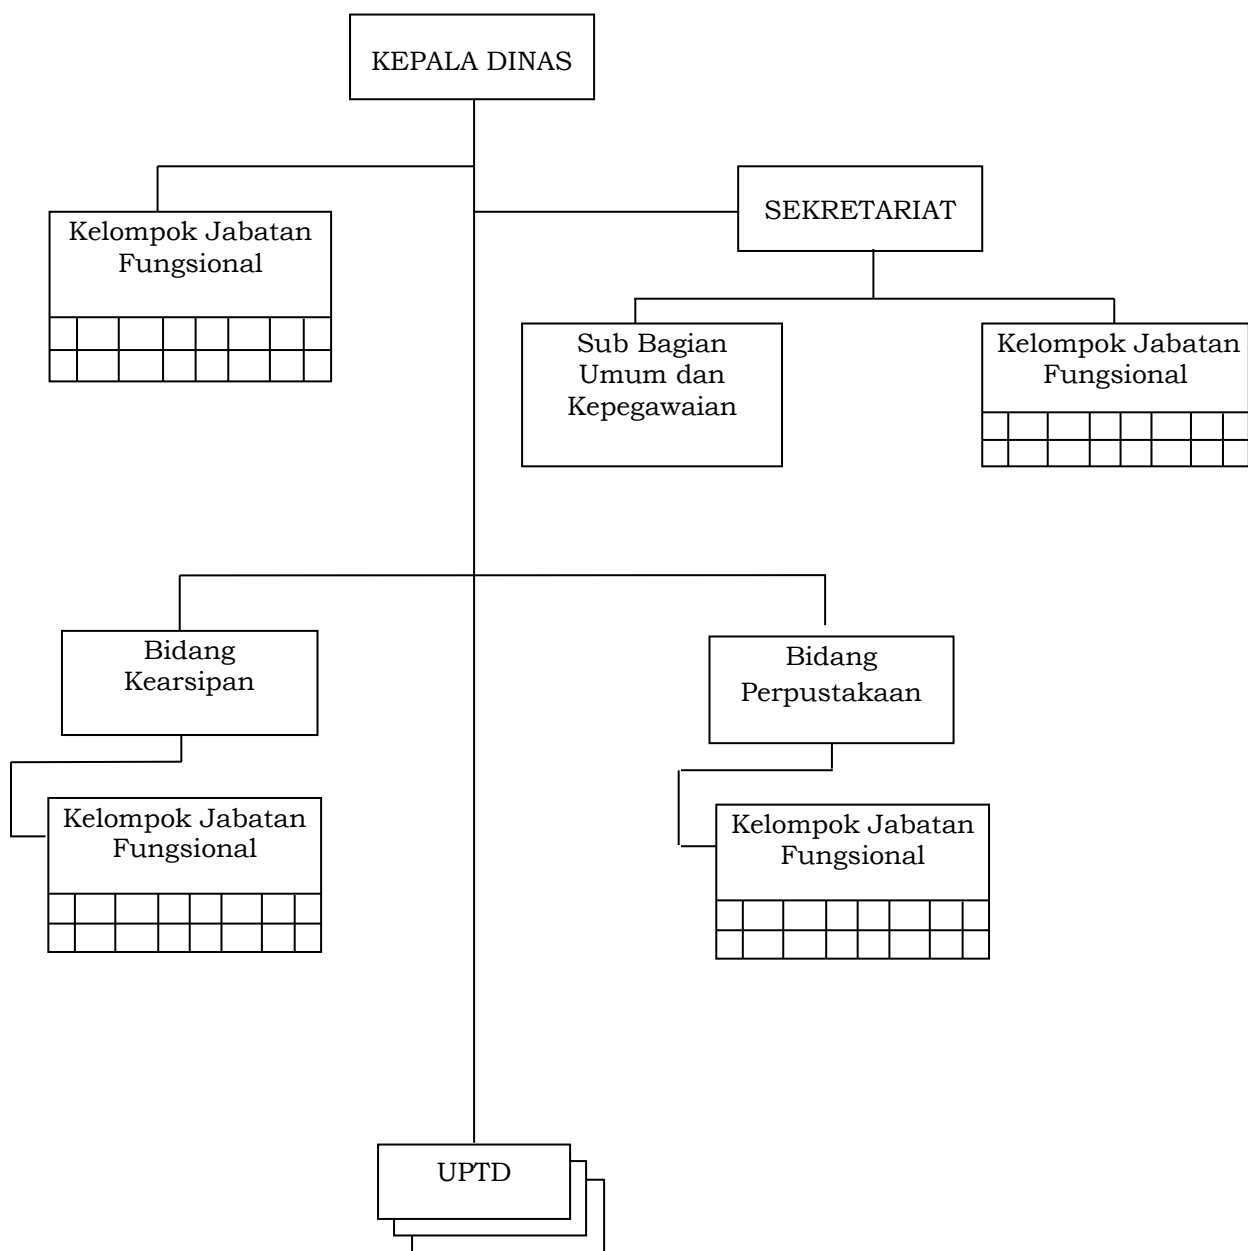 KEPALA DINAS
Kelompok Jabatan
Fungsional
SEKRETARIAT
Sub Bagian
Umum dan
Kepegawaian
Kelompok Jabatan
Fungsional
Bidang
Kearsipan
Bidang
Perpustakaan
Kelompok Jabatan
Fungsional
Kelompok Jabatan
Fungsional
UPTD